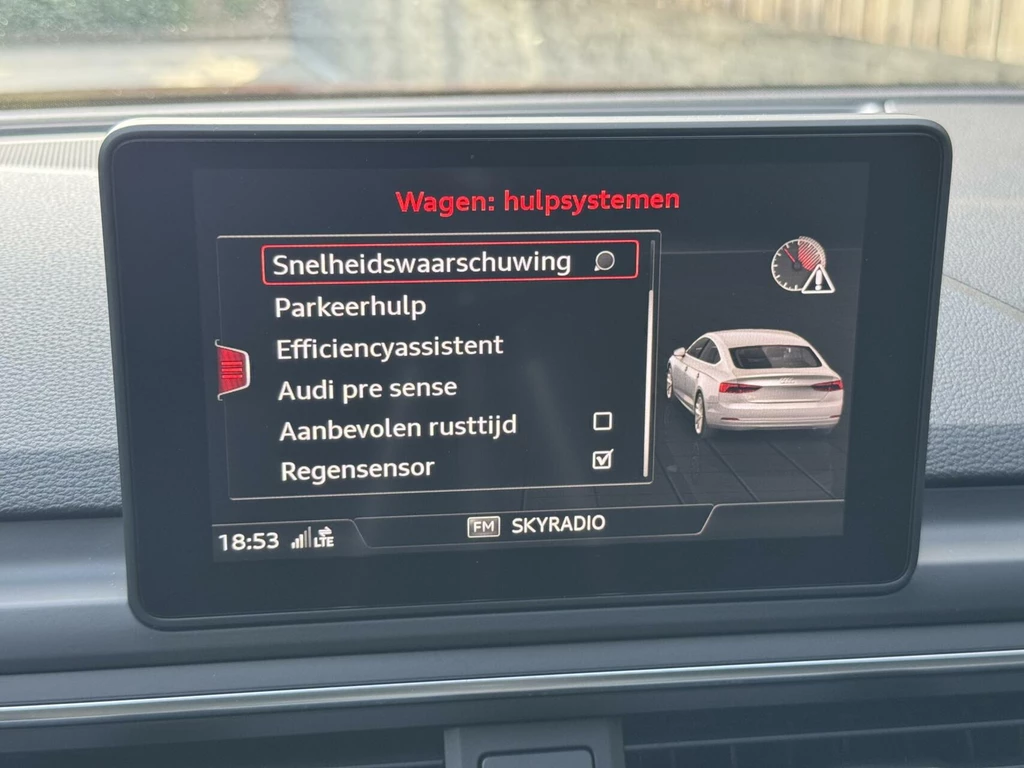 Wagen: hulpsystemen
Snelheidswaarschuwing
Parkeerhulp
Efficiencyassistent
Audi pre sense
Aanbevolen rusttijd
Regensensor
18:53 LTE FM SKYRADIO